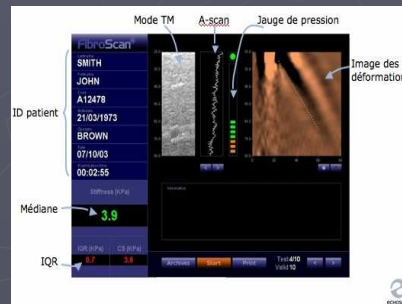 Mode TM
A-scan
Jauge de pression
Image des
déformation
ID patient
Médiane
IQR
FibroScan
SMITH
JOHN
A12478
21/03/1973
BROWN
07/10/03
00:02:55
Stiffness (kPa)
3.9
IQR (kPa)
CS (kPa)
0.7
3.6
Archives
Start
Print
Test 4/10
Valid 10